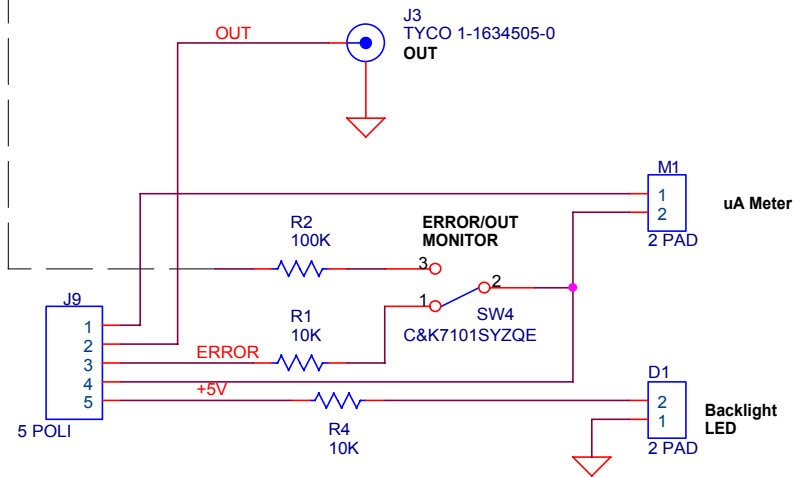 J3
TYCO 1-1634505-0
OUT
OUT
M1
1
2
uA Meter
2 PAD
R2
100K
ERROR/OUT
MONITOR
3
2
1
SW4
C&K7101SYZQE
J9
1
2
3
4
5
5 POLI
R1
10K
ERROR
+5V
R4
10K
D1
2
1
Backlight
LED
2 PAD